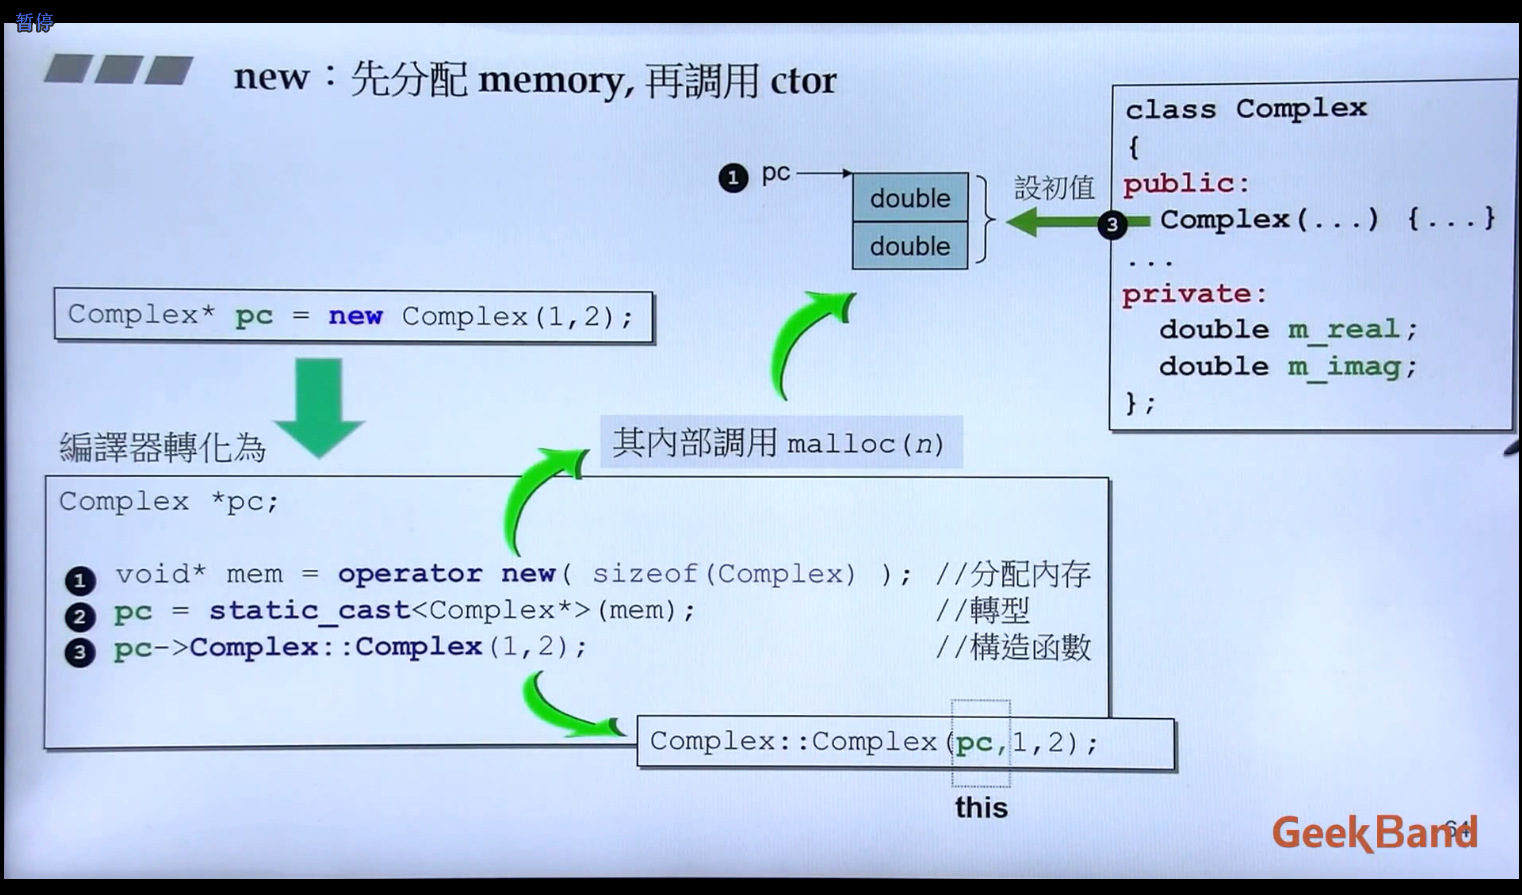 暂停
new：先分配 memory, 再調用 ctor
class Complex
{
public:
Complex(...) {...}
...
private:
double m_real;
double m_imag;
};
1 pc
double
double
設初值
3
Complex* pc = new Complex(1,2);
編譯器轉化為
其內部調用 malloc(n)
Complex *pc;
1 void* mem = operator new( sizeof(Complex) ); //分配內存
2 pc = static_cast<Complex*>(mem); //轉型
3 pc->Complex::Complex(1,2); //構造函數
Complex::Complex(pc,1,2);
this
64
GeekBand